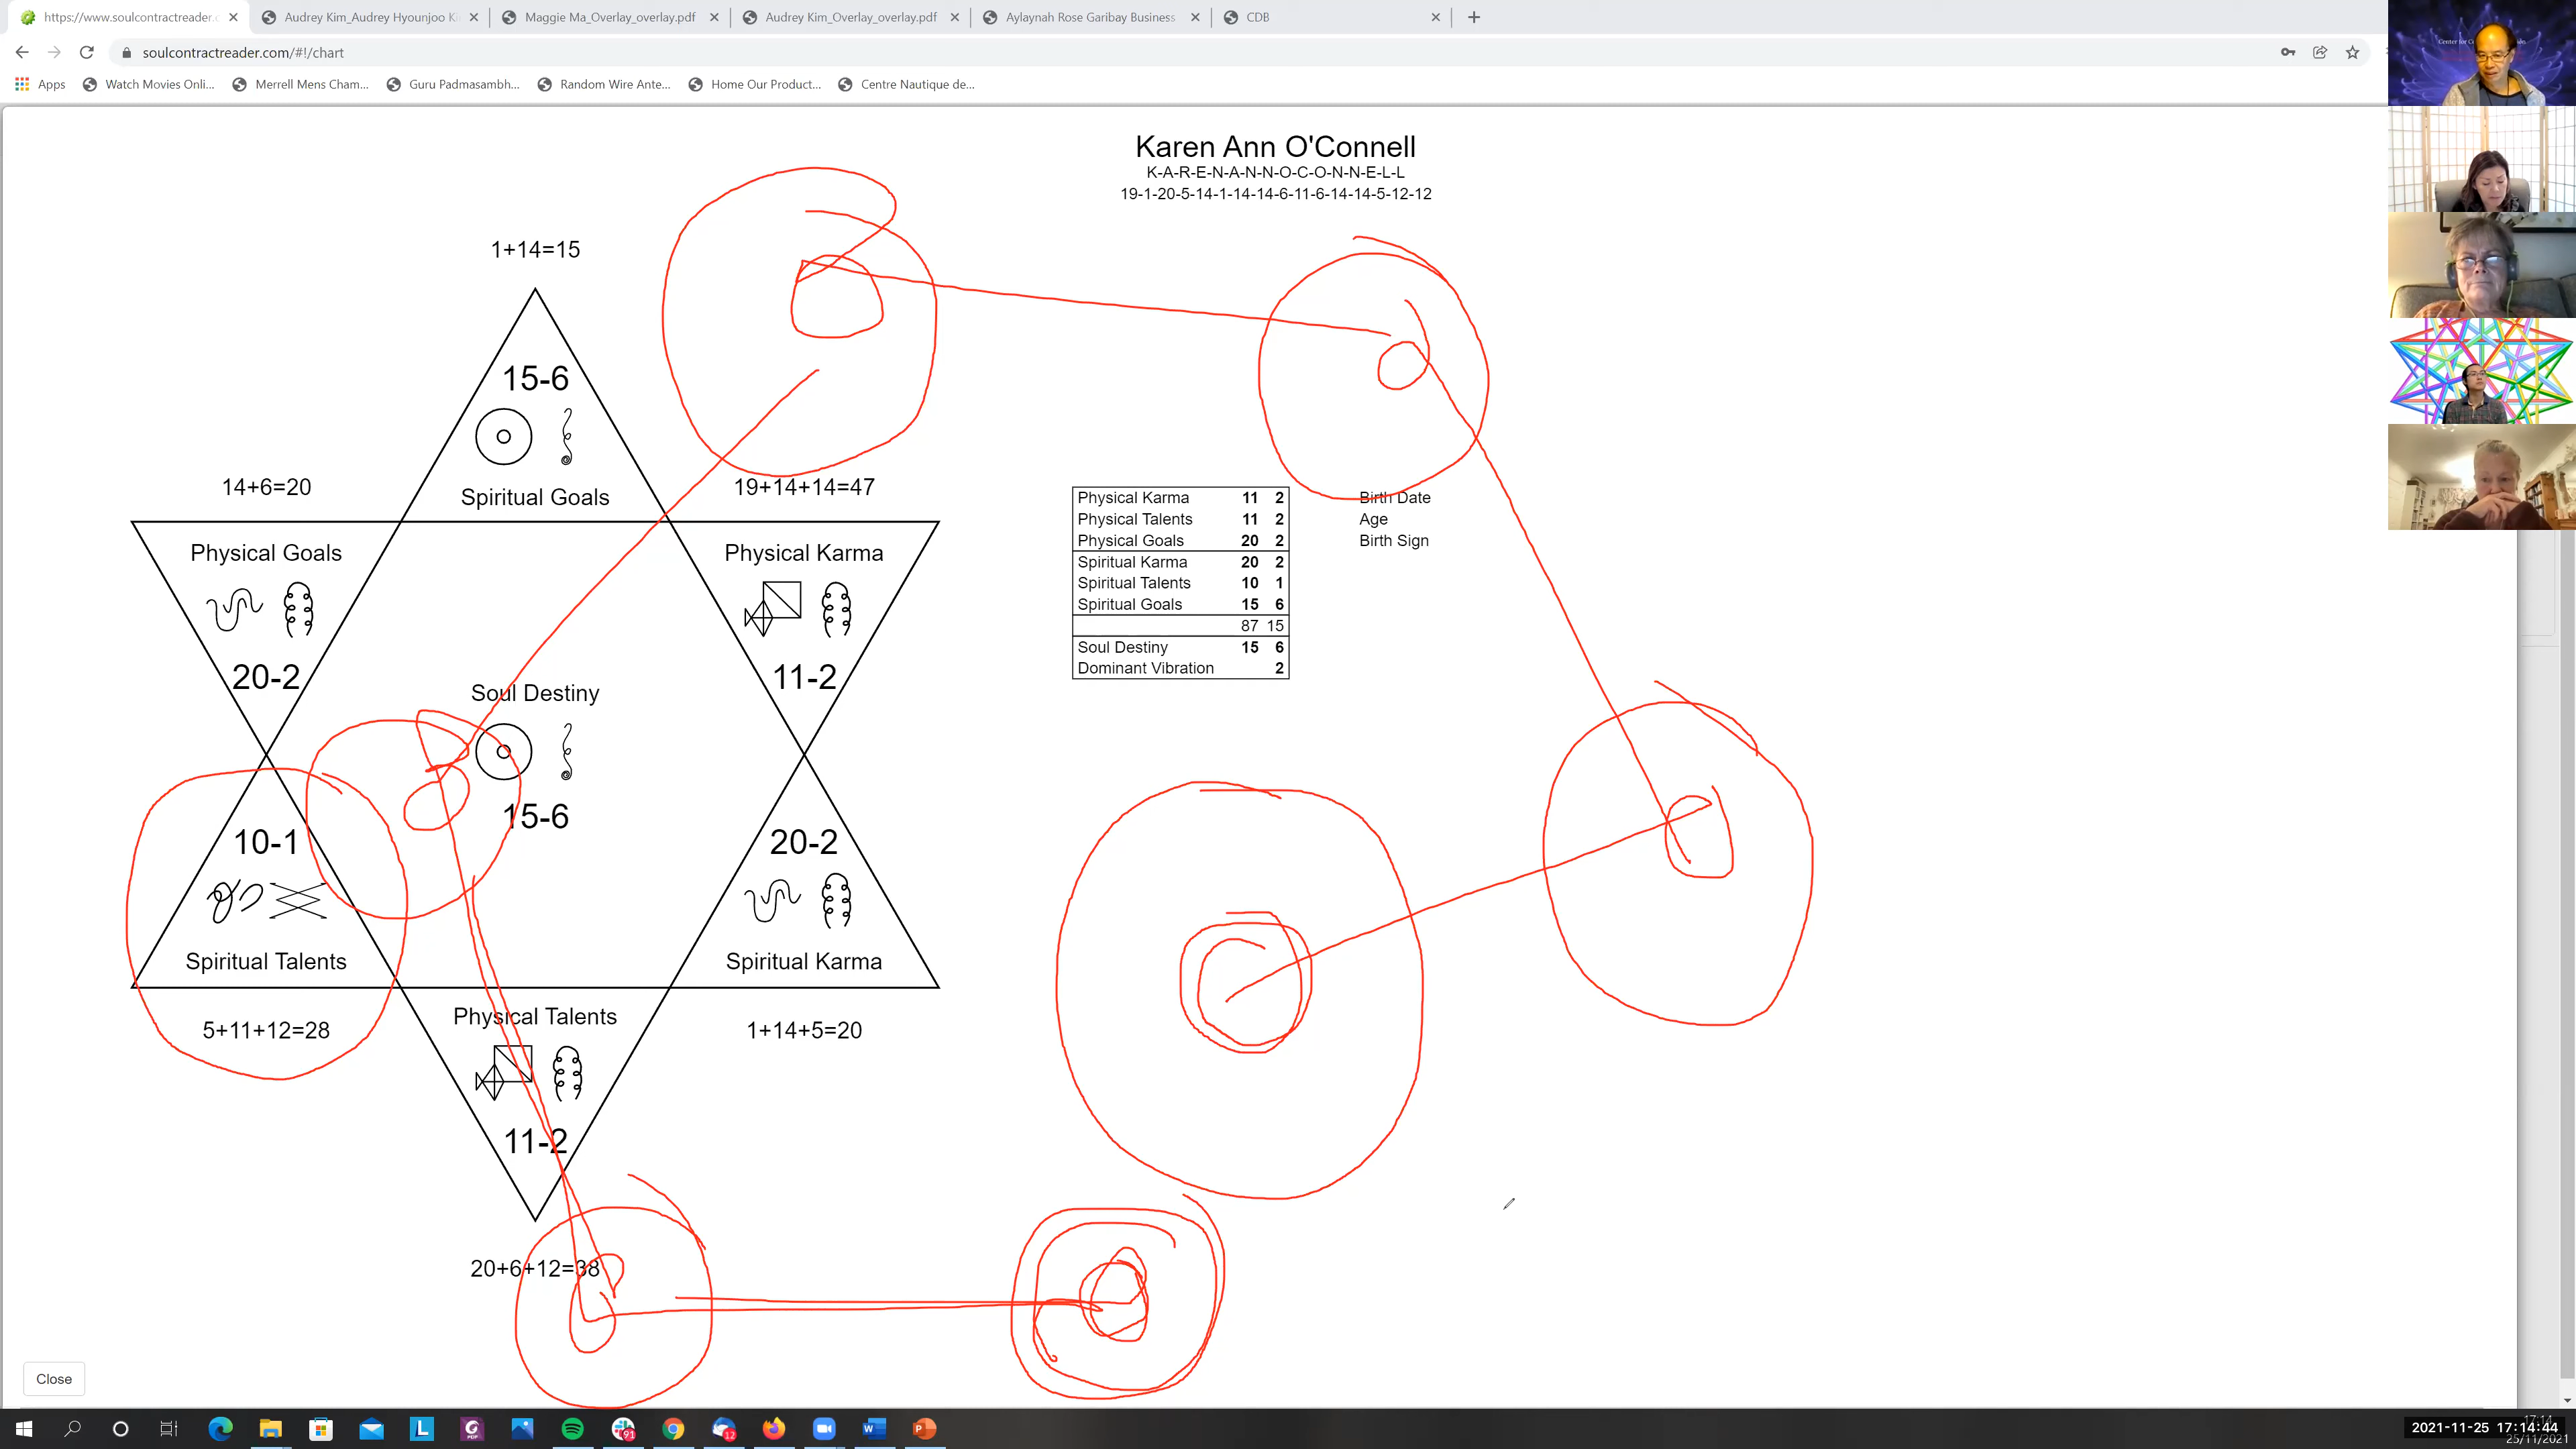 https://www.soulcontractreader.c
Audrey Kim_Audrey Hyounjoo Ki
Maggie Ma_Overlay_overlay.pdf
Audrey Kim_Overlay_overlay.pdf
Aylaynah Rose Garibay Business
CDB
soulcontractreader.com/#!/chart
Apps
Watch Movies Onli...
Merrell Mens Cham...
Guru Padmasambh...
Random Wire Ante...
Home Our Product...
Centre Nautique de...
Karen Ann O'Connell
K-A-R-E-N-A-N-N-O-C-O-N-N-E-L-L
19-1-20-5-14-1-14-14-6-11-6-14-14-5-12-12
1+14=15
15-6
Spiritual Goals
14+6=20
19+14+14=47
Physical Goals
20-2
Physical Karma
11-2
Soul Destiny
15-6
10-1
Spiritual Talents
5+11+12=28
20-2
Spiritual Karma
1+14+5=20
Physical Talents
11-2
20+6+12=38
Physical Karma 11 2
Physical Talents 11 2
Physical Goals 20 2
Spiritual Karma 20 2
Spiritual Talents 10 1
Spiritual Goals 15 6
87 15
Soul Destiny 15 6
Dominant Vibration 2
Birth Date
Age
Birth Sign
Close
91
12
2021-11-25 17:14:44
17:14
25/11/2021